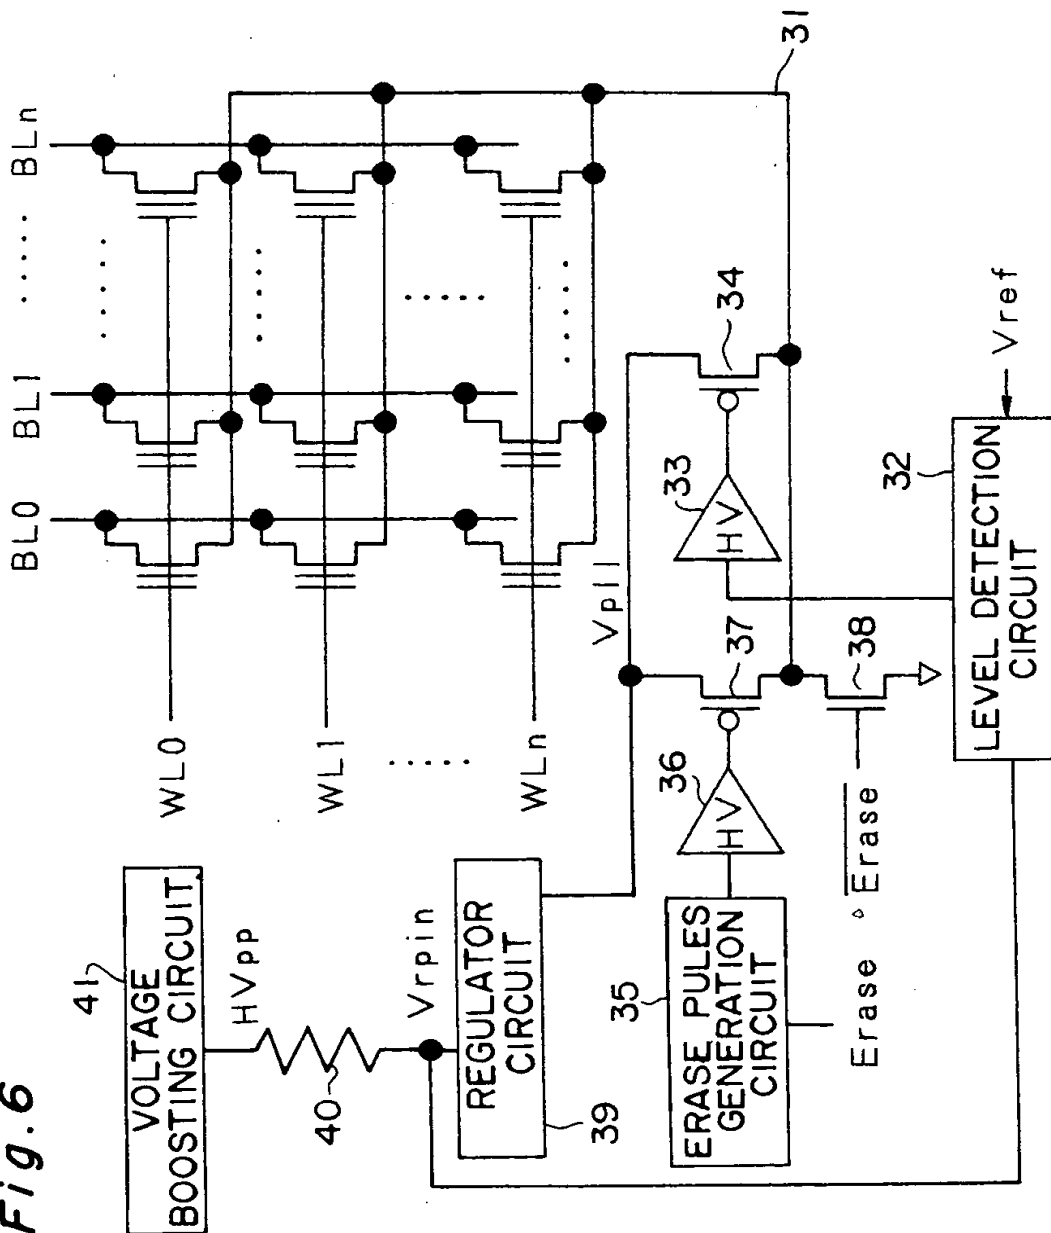 Fig.6
BL0
BL1
.....
BLn
WL0
WL1
.....
WLn
41
VOLTAGE
BOOSTING CIRCUIT
HVpp
40
Vrpin
REGULATOR
CIRCUIT
39
Vpll
31
35
ERASE PULES
GENERATION
CIRCUIT
36
HV
37
33
HV
34
38
Erase
Erase
32
LEVEL DETECTION
CIRCUIT
Vref